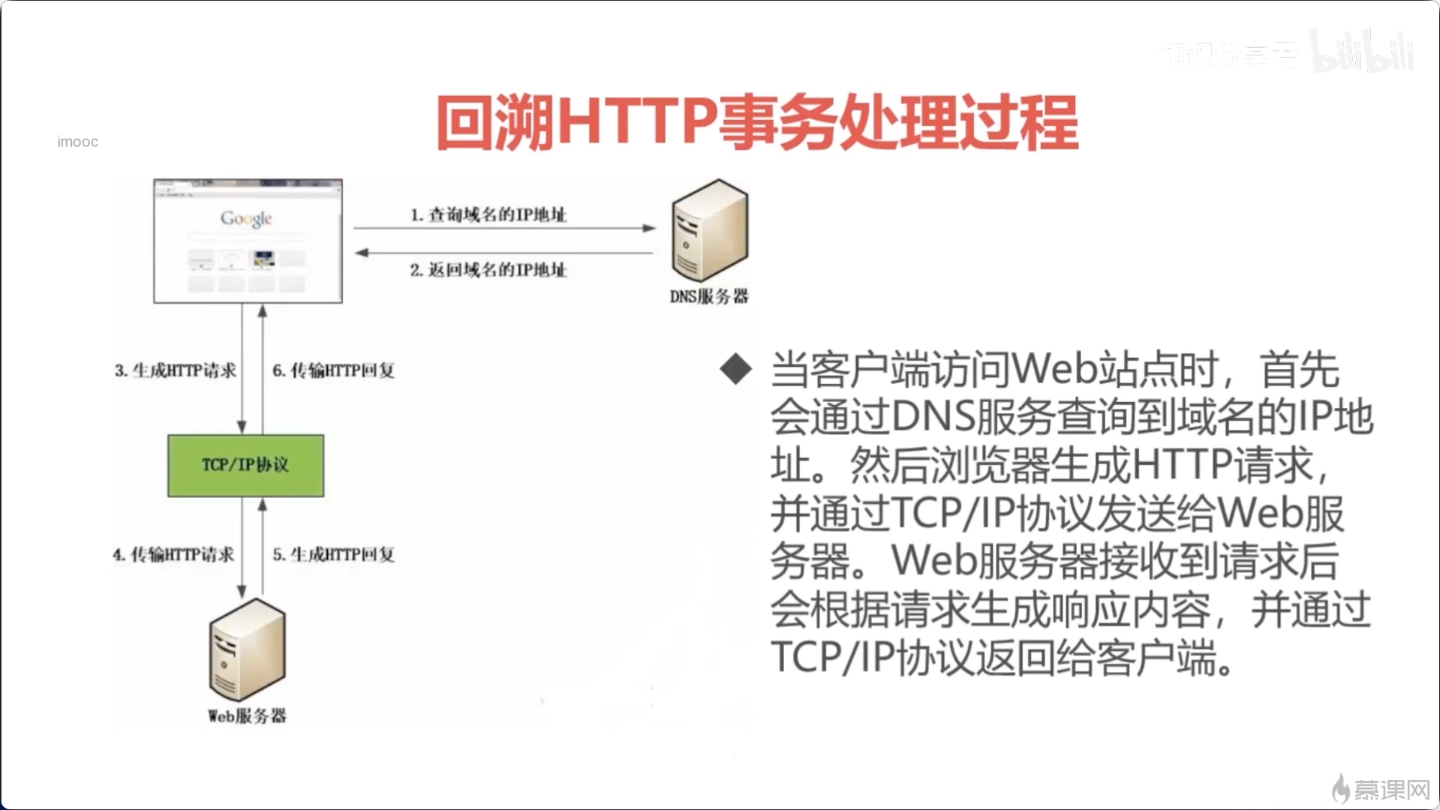 bilibili
回溯HTTP事务处理过程
imooc
Google
1.查询域名的IP地址
2.返回域名的IP地址
DNS服务器
3.生成HTTP请求
6.传输HTTP回复
TCP/IP协议
4.传输HTTP请求
5.生成HTTP回复
Web服务器
当客户端访问Web站点时，首先
会通过DNS服务查询到域名的IP地
址。然后浏览器生成HTTP请求，
并通过TCP/IP协议发送给Web服
务器。Web服务器接收到请求后
会根据请求生成响应内容，并通过
TCP/IP协议返回给客户端。
慕课网